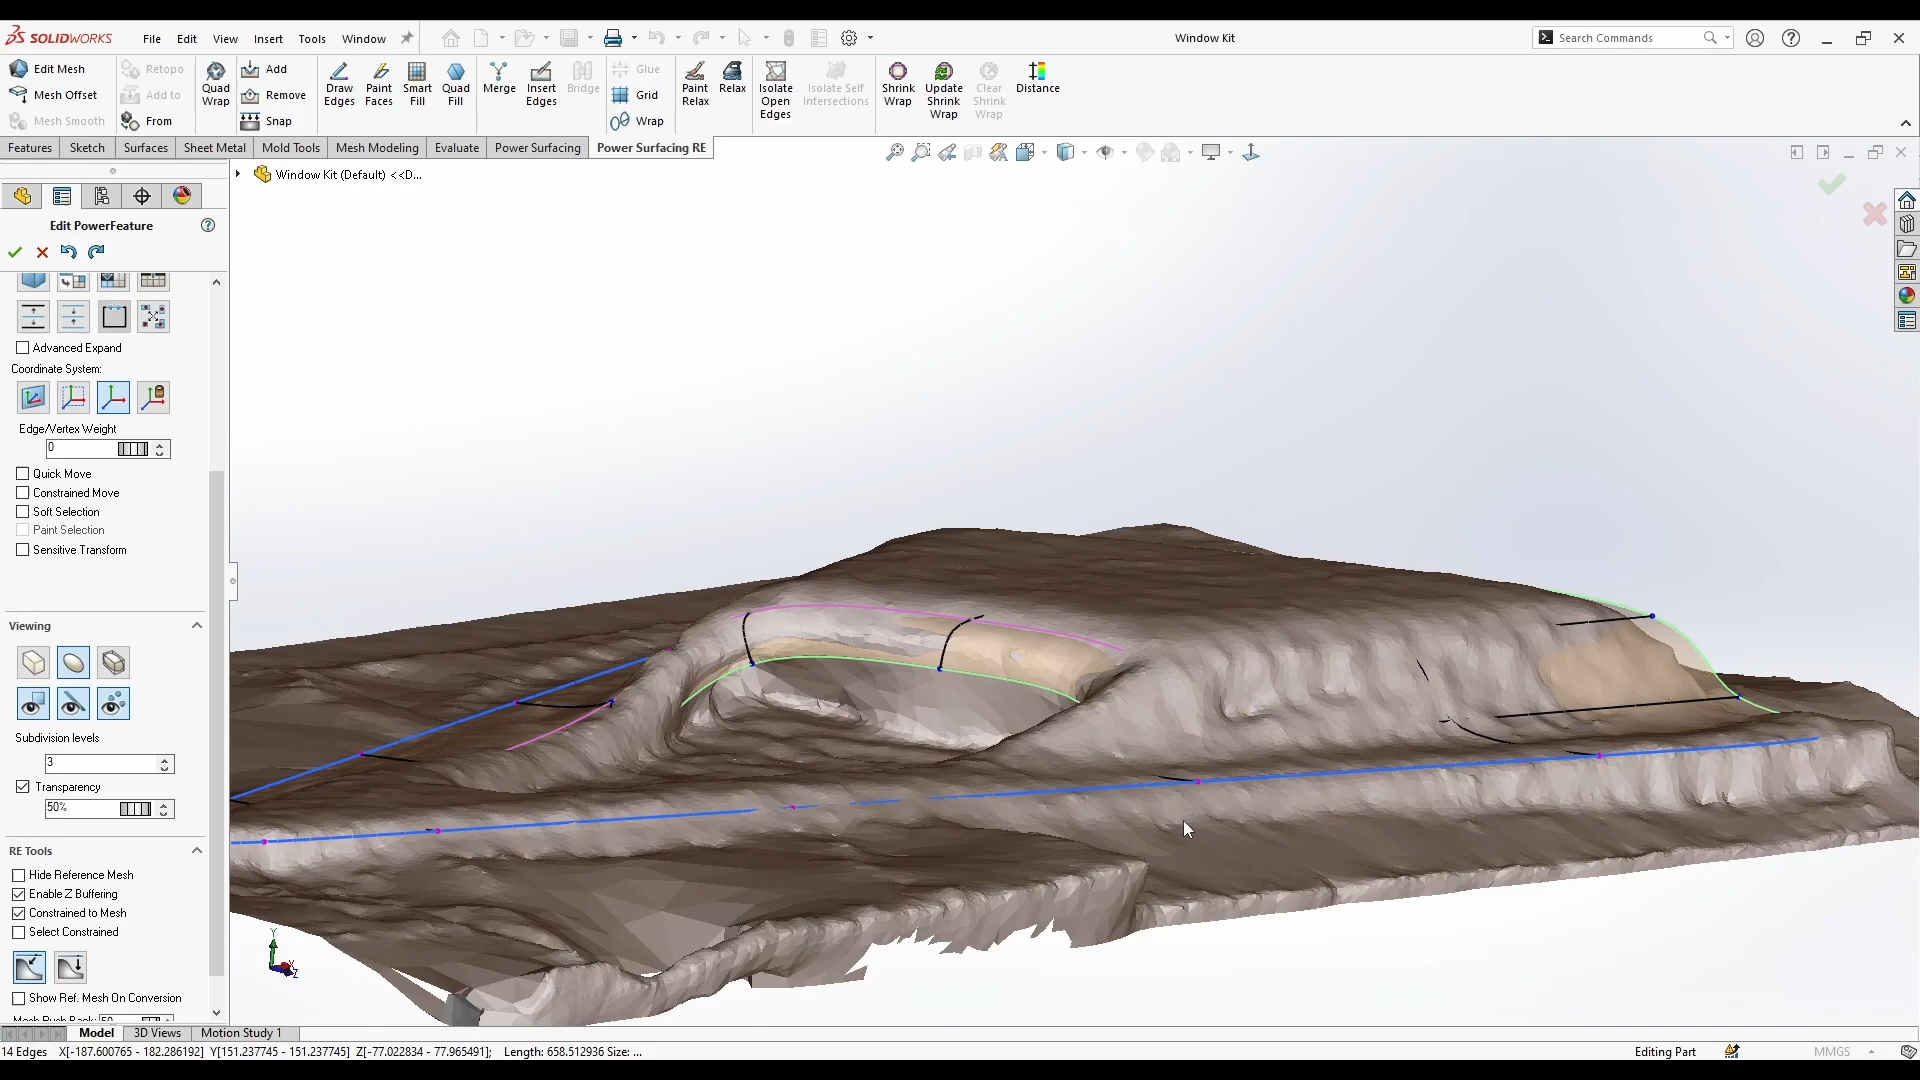 SOLIDWORKS File Edit View Insert Tools Window Window Kit Search Commands
Edit Mesh Retopo Add
Mesh Offset Add to Remove
Mesh Smooth From Snap
Quad Wrap
Draw Edges Paint Faces Smart Fill Quad Fill
Merge Insert Edges Bridge
Glue
Grid
Wrap
Paint Relax Relax
Isolate Open Edges Isolate Self Intersections
Shrink Wrap Update Shrink Wrap Clear Shrink Wrap Distance
Features Sketch Surfaces Sheet Metal Mold Tools Mesh Modeling Evaluate Power Surfacing Power Surfacing RE
Window Kit (Default) <<D...
Edit PowerFeature
Advanced Expand
Coordinate System:
Edge/Vertex Weight
0
Quick Move
Constrained Move
Soft Selection
Paint Selection
Sensitive Transform
Viewing
Subdivision levels
3
Transparency
50%
RE Tools
Hide Reference Mesh
Enable Z Buffering
Constrained to Mesh
Select Constrained
Y
X
Z
Show Ref. Mesh On Conversion
Mesh Push Back: 50
Model 3D Views Motion Study 1
14 Edges X[-187.600765 - 182.286192] Y[151.237745 - 151.237745] Z[-77.022834 - 77.965491]; Length: 658.512936 Size: ... Editing Part MMGS